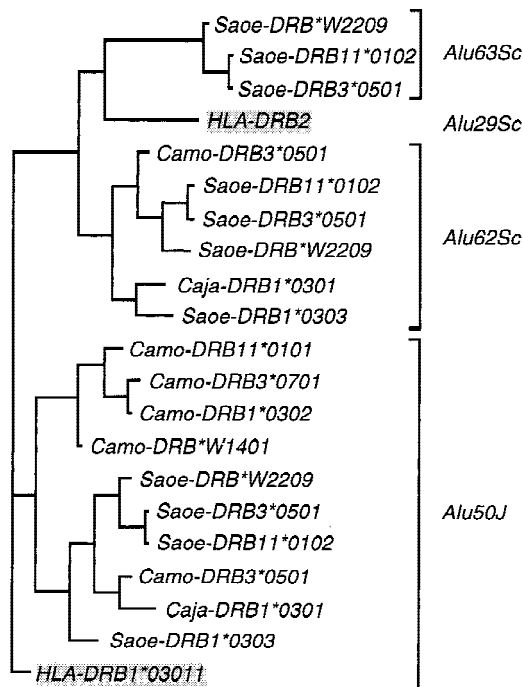 Saoe-DRB*W2209
Saoe-DRB11*0102
Alu63Sc
Saoe-DRB3*0501
HLA-DRB2
Alu29Sc
Camo-DRB3*0501
Saoe-DRB11*0102
Saoe-DRB3*0501
Alu62Sc
Saoe-DRB*W2209
Caja-DRB1*0301
Saoe-DRB1*0303
Camo-DRB11*0101
Camo-DRB3*0701
Camo-DRB1*0302
Camo-DRB*W1401
Saoe-DRB*W2209
Saoe-DRB3*0501
Alu50J
Saoe-DRB11*0102
Camo-DRB3*0501
Caja-DRB1*0301
Saoe-DRB1*0303
HLA-DRB1*03011